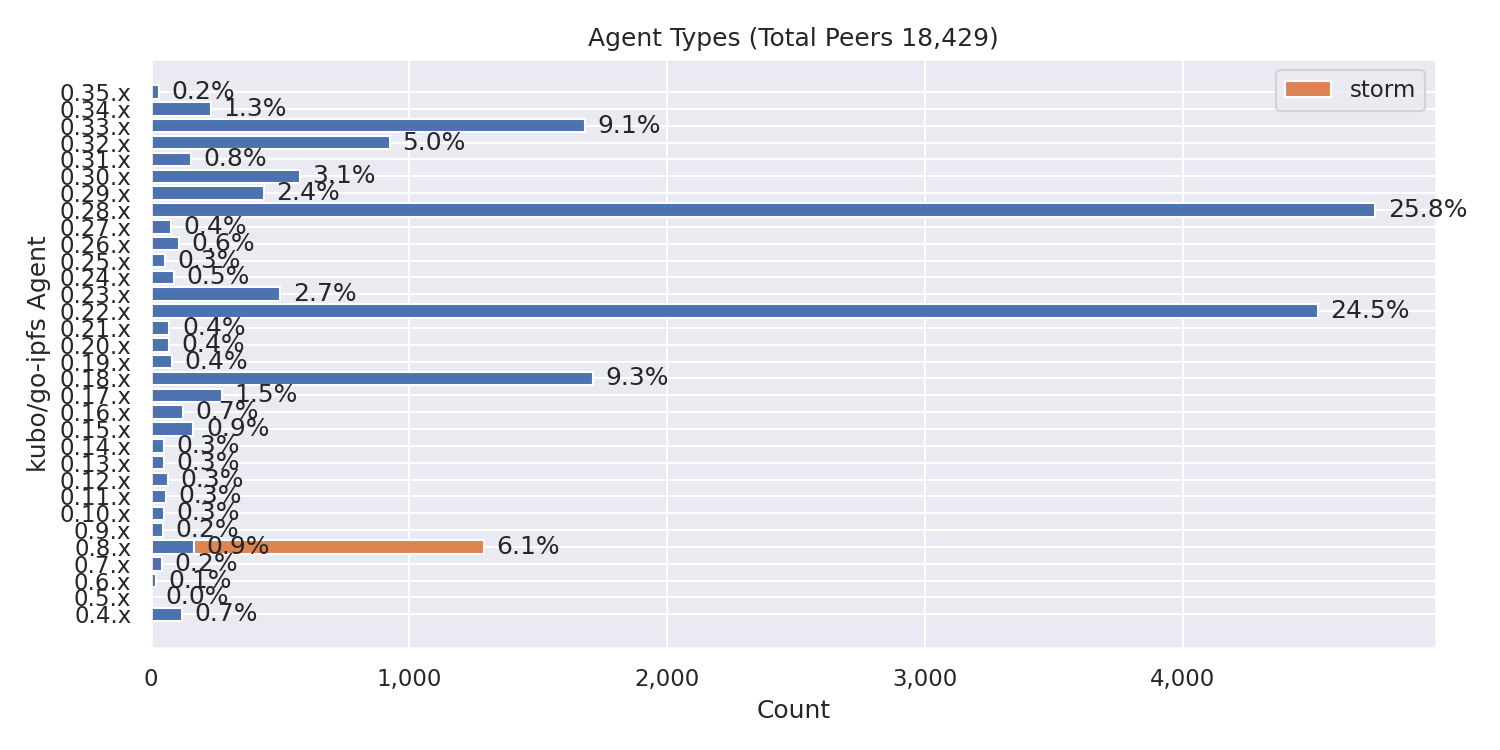 Agent Types (Total Peers 18,429)
storm
kubo/go-ipfs Agent
0.35.x 0.2%
0.34.x 1.3%
0.33.x 9.1%
0.32.x 5.0%
0.31.x 0.8%
0.30.x 3.1%
0.29.x 2.4%
0.28.x 25.8%
0.27.x 0.4%
0.26.x 0.6%
0.25.x 0.3%
0.24.x 0.5%
0.23.x 2.7%
0.22.x 24.5%
0.21.x 0.4%
0.20.x 0.4%
0.19.x 0.4%
0.18.x 9.3%
0.17.x 1.5%
0.16.x 0.7%
0.15.x 0.9%
0.14.x 0.3%
0.13.x 0.3%
0.12.x 0.3%
0.11.x 0.3%
0.10.x 0.3%
0.9.x 0.2%
0.8.x 0.9% 6.1%
0.7.x 0.2%
0.6.x 0.1%
0.5.x 0.0%
0.4.x 0.7%
0 1,000 2,000 3,000 4,000
Count